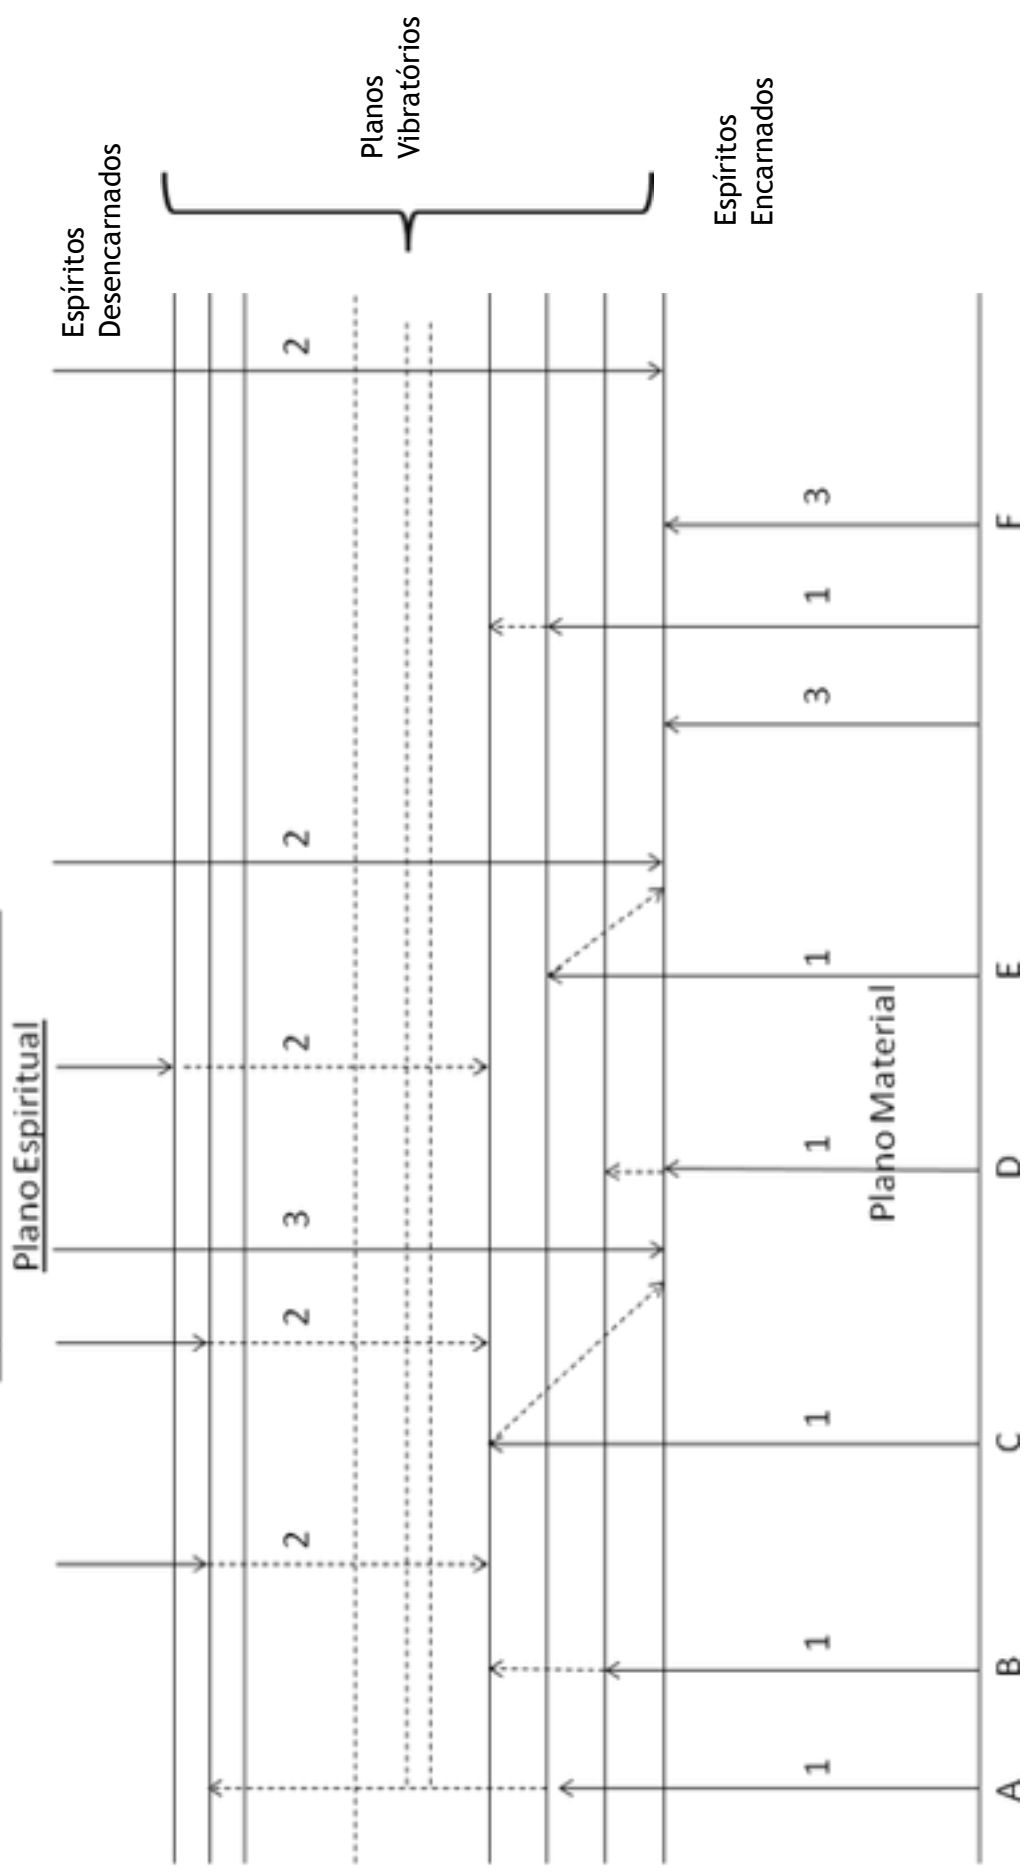 Plano Espiritual
Espíritos
Desencarnados
2
2
3
2
2
2
Planos
Vibratórios
1
1
1
1
1
3
1
3
Espíritos
Encarnados
Plano Material
A
B
C
D
E
F